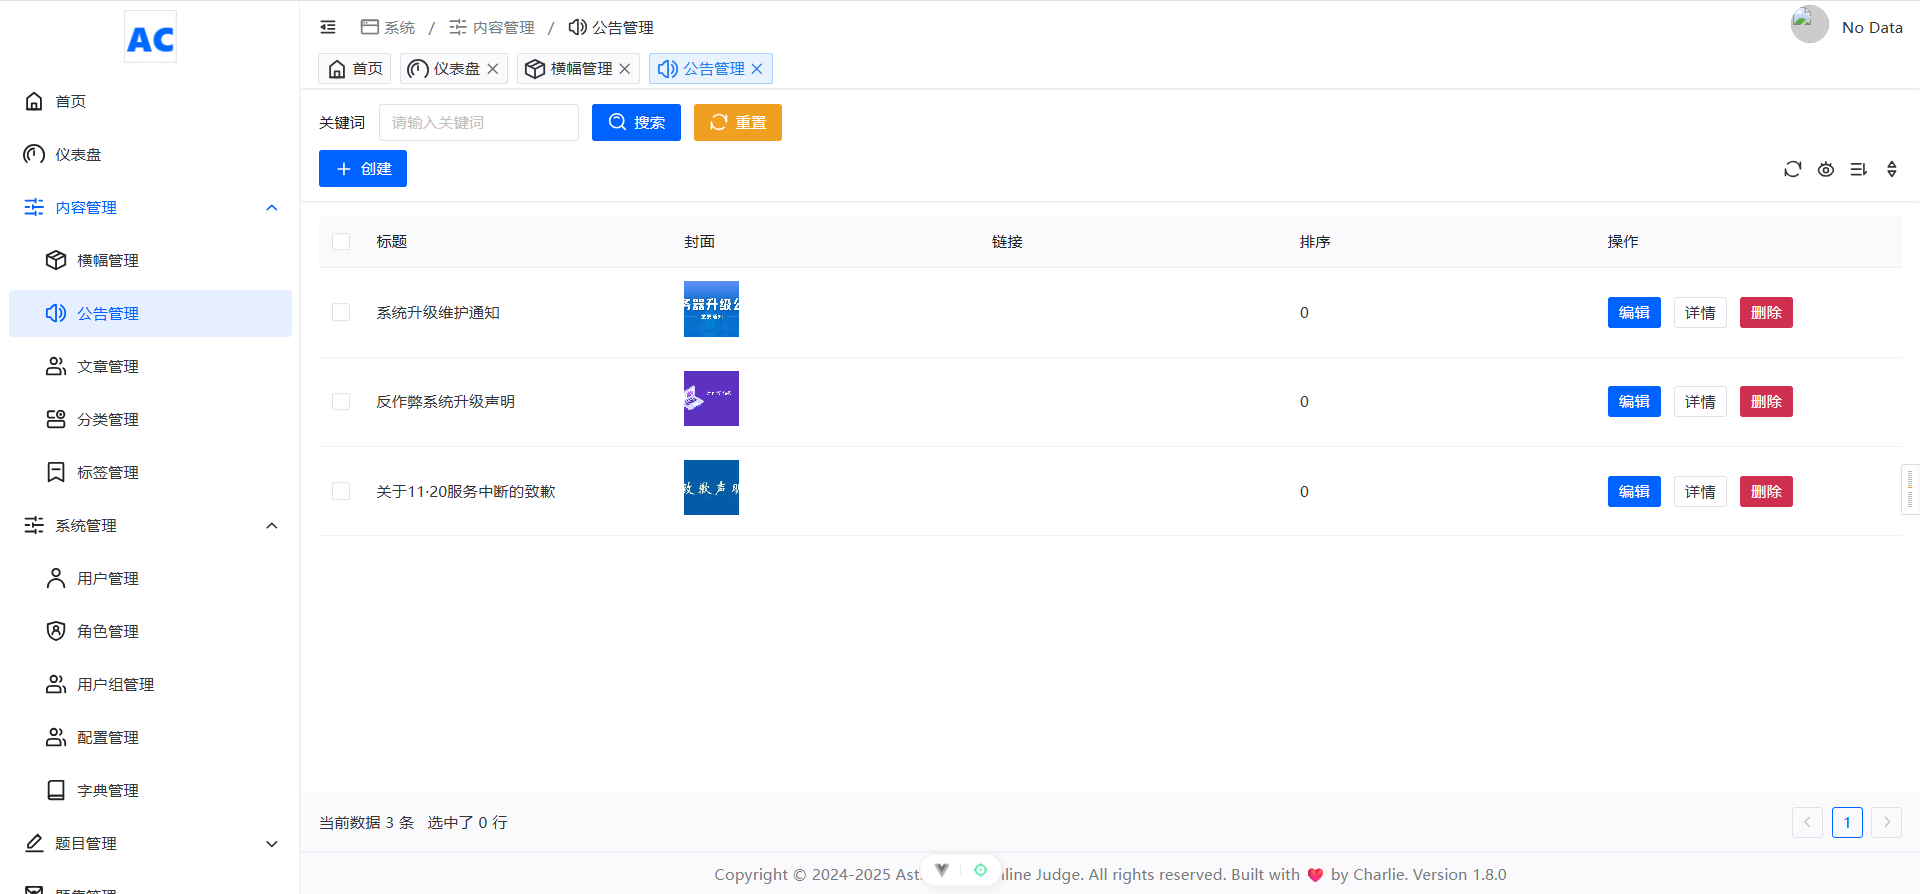 AC
首页
仪表盘
内容管理
横幅管理
公告管理
文章管理
分类管理
标签管理
系统管理
用户管理
角色管理
用户组管理
配置管理
字典管理
题目管理
系统 / 内容管理 / 公告管理
No Data
首页 仪表盘 横幅管理 公告管理
关键词 请输入关键词 搜索 重置
创建
标题 封面 链接 排序 操作
系统升级维护通知 0 编辑 详情 删除
反作弊系统升级声明 0 编辑 详情 删除
关于11·20服务中断的致歉 0 编辑 详情 删除
务器升级公
致歉声明
当前数据 3 条 选中了 0 行
1
Copyright © 2024-2025 Ast line Judge. All rights reserved. Built with ❤️ by Charlie. Version 1.8.0